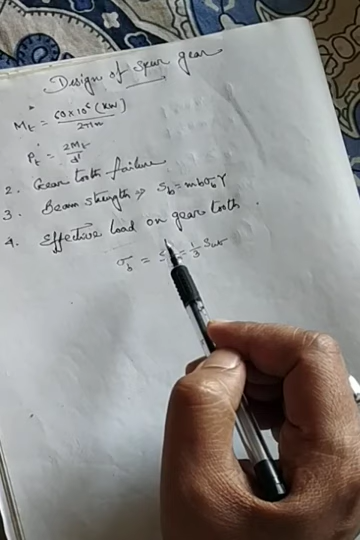 Design of spur gear
Mt = 60×10⁶ (kW) / 2πn
Pt = 2Mt / d'
2. Gear tooth failure
3. Beam strength ⇒ Sb = mbσbY
4. Effective load on gear tooth.
σb = = 1/3 Sut